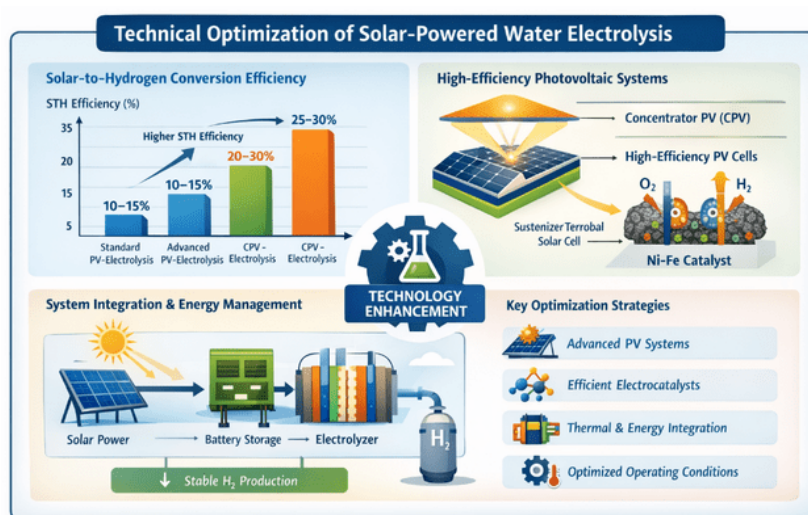 Technical Optimization of Solar-Powered Water Electrolysis
Solar-to-Hydrogen Conversion Efficiency
STH Efficiency (%)
35
20
15
5
Higher STH Efficiency
10–15%
10–15%
20–30%
25–30%
Standard
PV-Electrolysis
Advanced
PV-Electrolysis
CPV -
Electrolysis
CPV -
Electrolysis
High-Efficiency Photovoltaic Systems
Concentrator PV (CPV)
High-Efficiency PV Cells
O₂
H₂
Sustenizer Terrobal
Solar Cell
Ni-Fe Catalyst
TECHNOLOGY
ENHANCEMENT
System Integration & Energy Management
Solar Power
Battery Storage
Electrolyzer
H₂
Stable H₂ Production
Key Optimization Strategies
Advanced PV Systems
Efficient Electrocatalysts
Thermal & Energy Integration
Optimized Operating Conditions